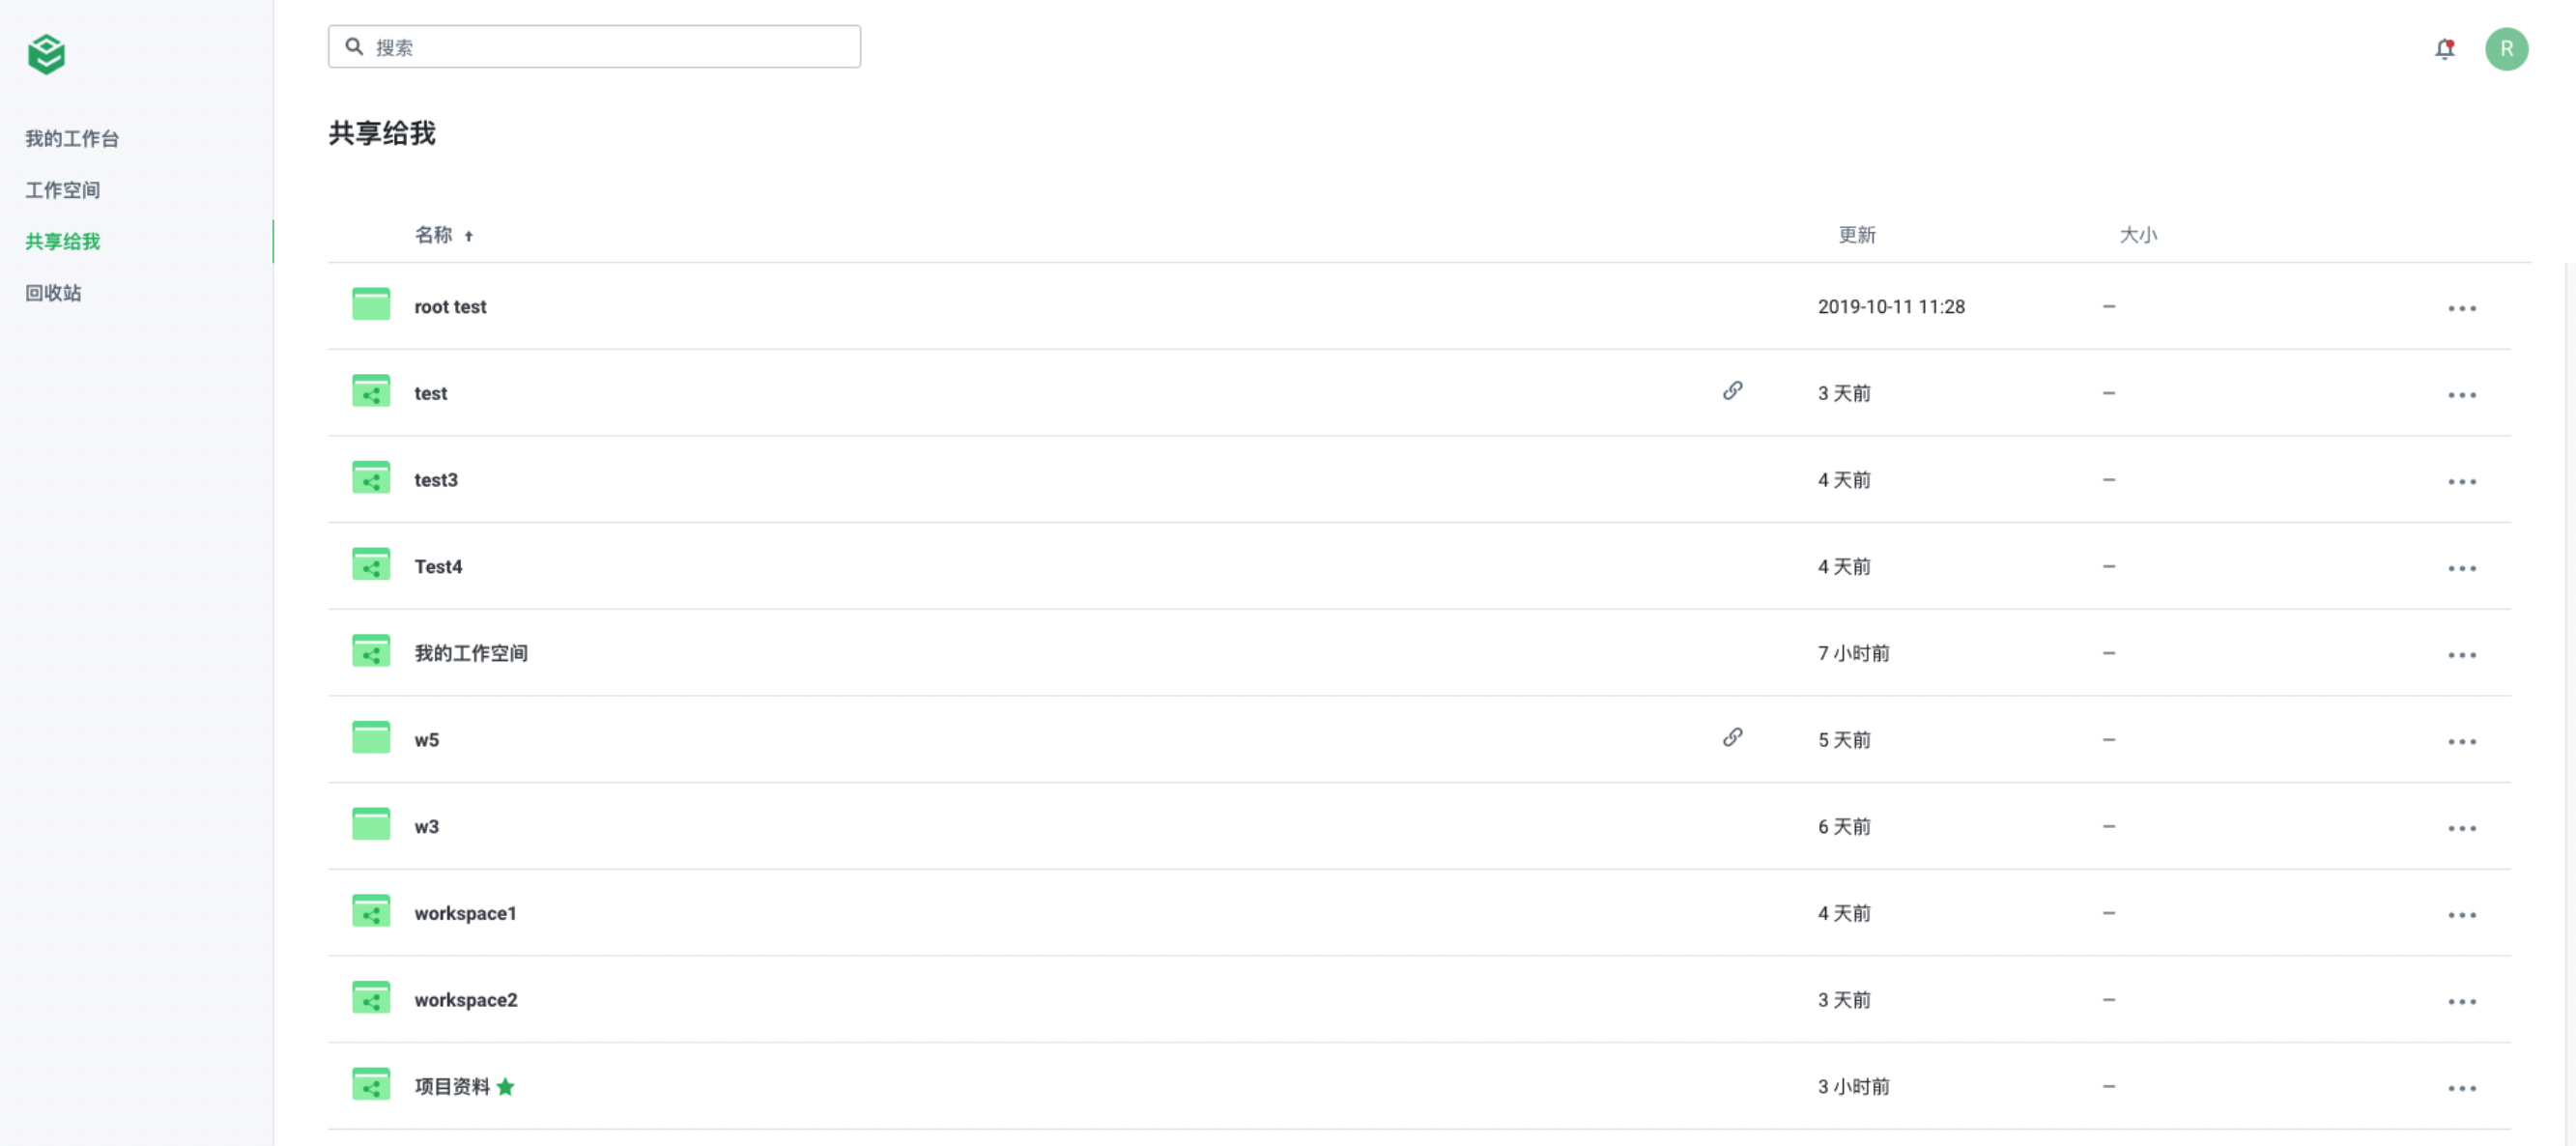 搜索
R
我的工作台
工作空间
共享给我
回收站
共享给我
名称 更新 大小
root test 2019-10-11 11:28 –
test 3 天前 –
test3 4 天前 –
Test4 4 天前 –
我的工作空间 7 小时前 –
w5 5 天前 –
w3 6 天前 –
workspace1 4 天前 –
workspace2 3 天前 –
项目资料 3 小时前 –